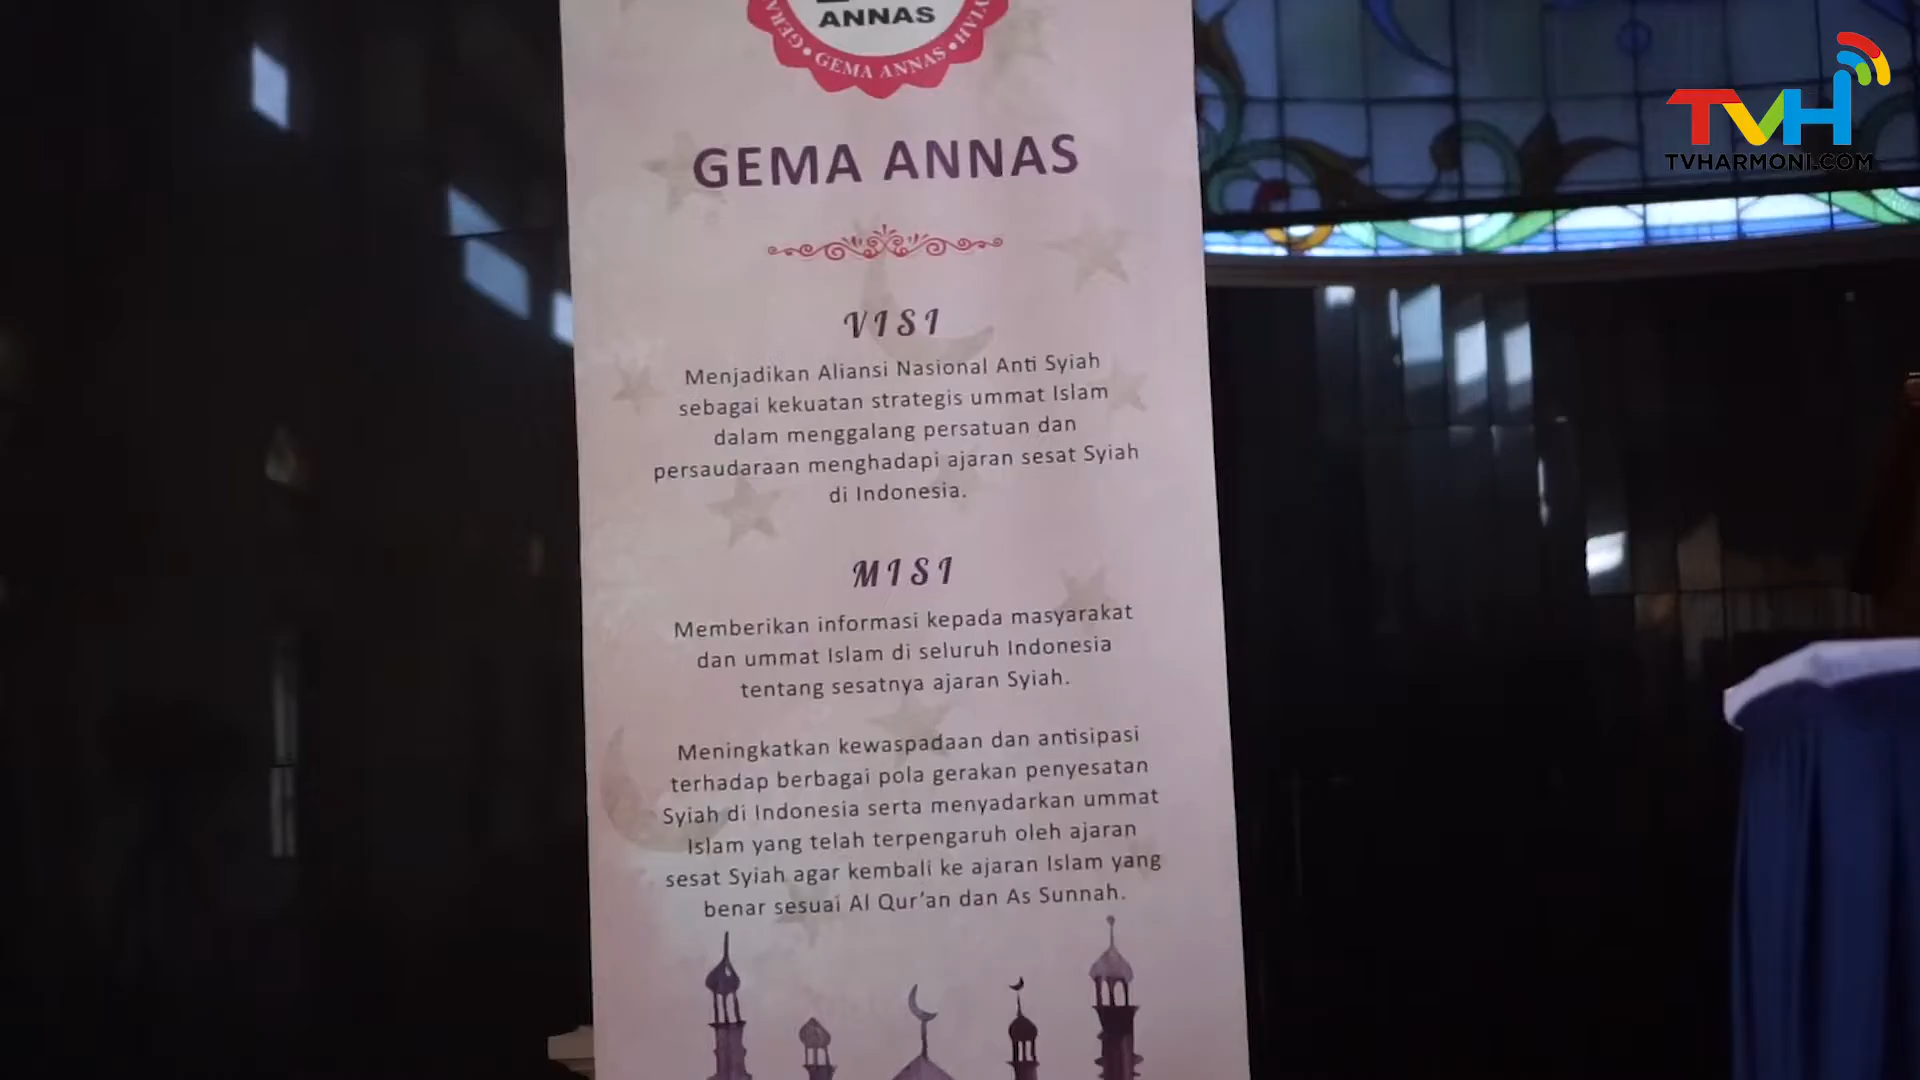 ANNAS
GERA
GEMA ANNAS
GEMA ANNAS
VISI
Menjadikan Aliansi Nasional Anti Syiah
sebagai kekuatan strategis ummat Islam
dalam menggalang persatuan dan
persaudaraan menghadapi ajaran sesat Syiah
di Indonesia.
MISI
Memberikan informasi kepada masyarakat
dan ummat Islam di seluruh Indonesia
tentang sesatnya ajaran Syiah.
Meningkatkan kewaspadaan dan antisipasi
terhadap berbagai pola gerakan penyesatan
Syiah di Indonesia serta menyadarkan ummat
Islam yang telah terpengaruh oleh ajaran
sesat Syiah agar kembali ke ajaran Islam yang
benar sesuai Al Qur'an dan As Sunnah.
TVH
TVHARMONI.COM